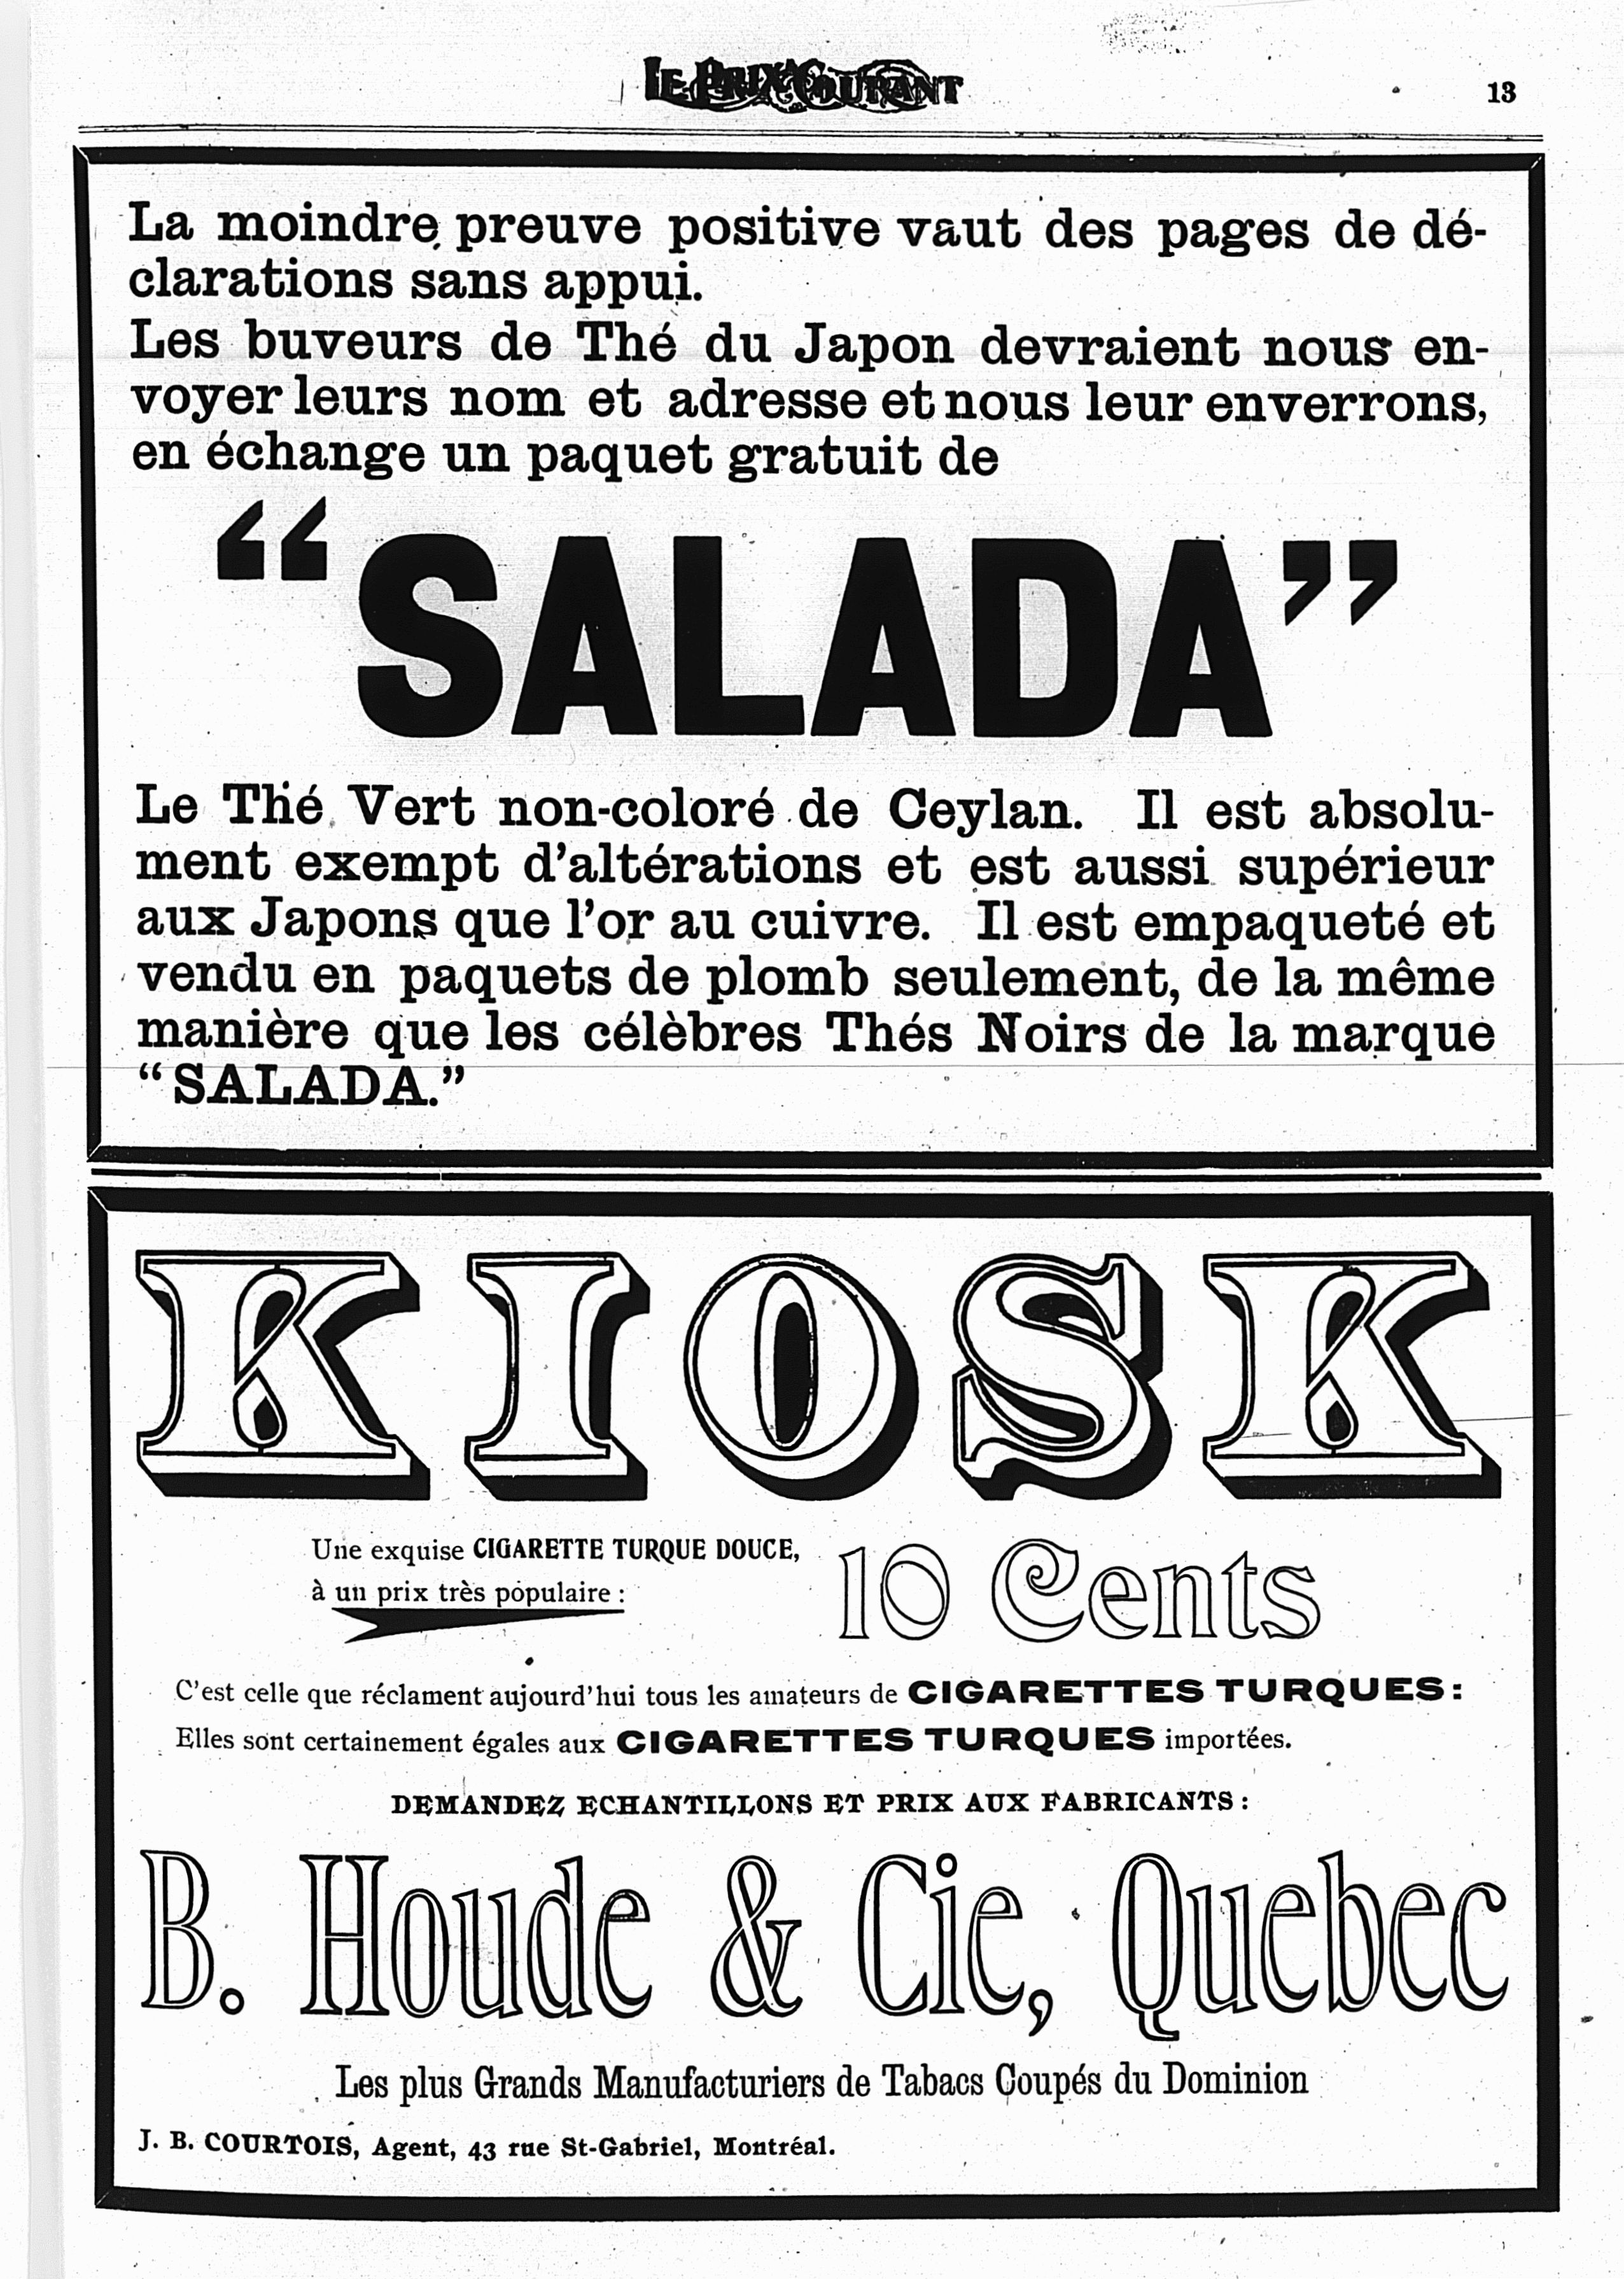 LE PRIX COURANT
13
La moindre preuve positive vaut des pages de dé-
clarations sans appui.
Les buveurs de Thé du Japon devraient nous en-
voyer leurs nom et adresse et nous leur enverrons,
en échange un paquet gratuit de
“SALADA”
Le Thé Vert non-coloré de Ceylan. Il est absolu-
ment exempt d'altérations et est aussi supérieur
aux Japons que l'or au cuivre. Il est empaqueté et
vendu en paquets de plomb seulement, de la même
manière que les célèbres Thés Noirs de la marque
“SALADA.”
KIOSK
Une exquise CIGARETTE TURQUE DOUCE,
à un prix très populaire :
10 Cents
C'est celle que réclament aujourd'hui tous les amateurs de CIGARETTES TURQUES:
Elles sont certainement égales aux CIGARETTES TURQUES importées.
DEMANDEZ ECHANTILLONS ET PRIX AUX FABRICANTS :
B. Houde & Cie, Quebec
Les plus Grands Manufacturiers de Tabacs Coupés du Dominion
J. B. COURTOIS, Agent, 43 rue St-Gabriel, Montréal.